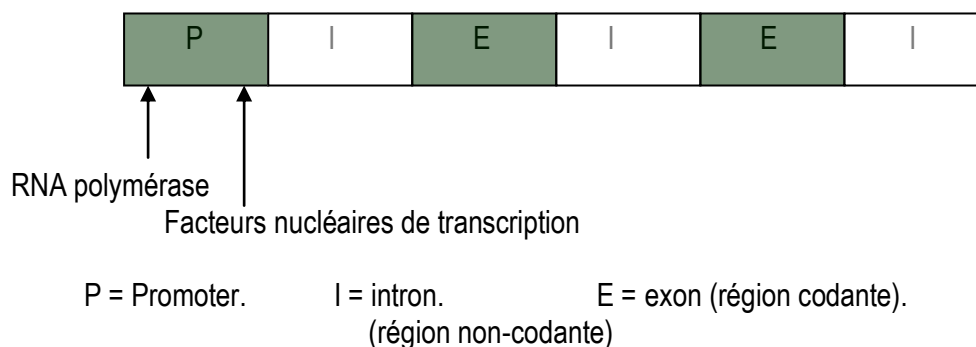 P I E I E I
RNA polymérase
Facteurs nucléaires de transcription
P = Promoter. I = intron. E = exon (région codante).
(région non-codante)